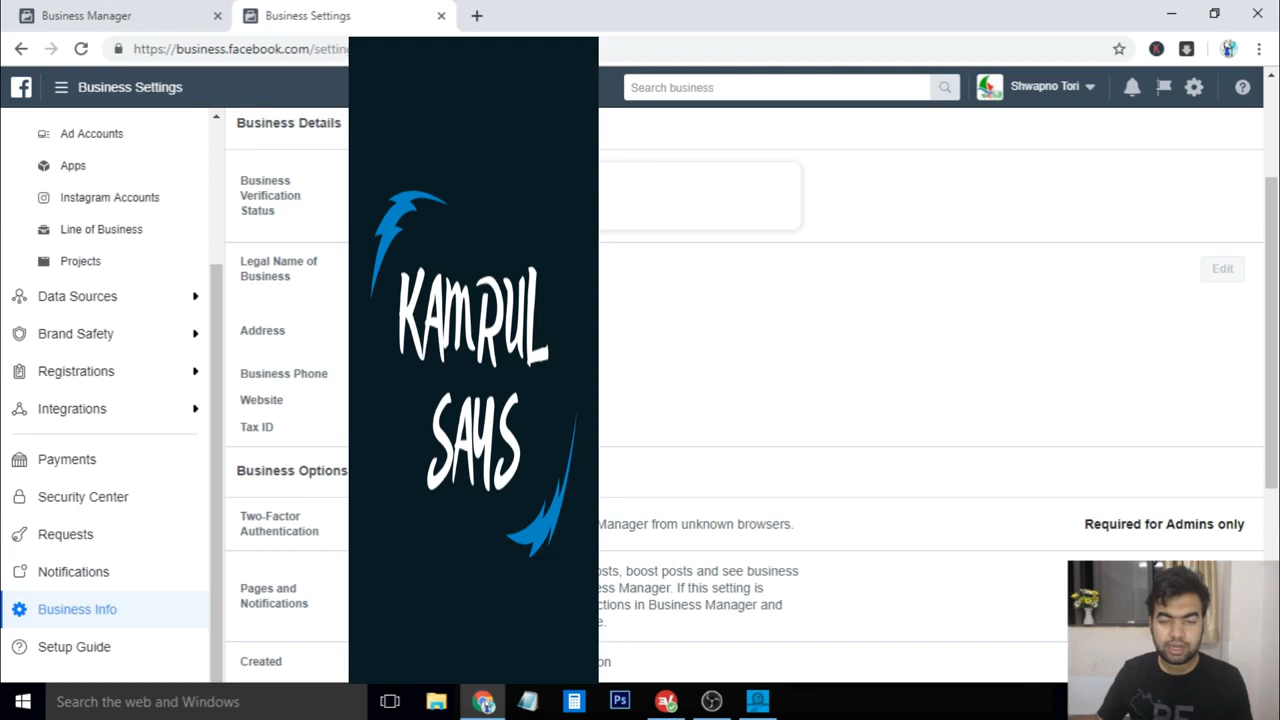 Business Manager
Business Settings
https://business.facebook.com/settin
Business Settings
Search business
Shwapno Tori
Ad Accounts
Apps
Instagram Accounts
Line of Business
Projects
Data Sources
Brand Safety
Registrations
Integrations
Payments
Security Center
Requests
Notifications
Business Info
Setup Guide
Business Details
Business
Verification
Status
Legal Name of
Business
Edit
Address
Business Phone
Website
Tax ID
Business Options
Two-Factor
Authentication
Manager from unknown browsers.
Required for Admins only
Pages and
Notifications
osts, boost posts and see business
ess Manager. If this setting is
ctions in Business Manager and
e.
Created
on
KAMRUL
SAYS
Search the web and Windows
Ps